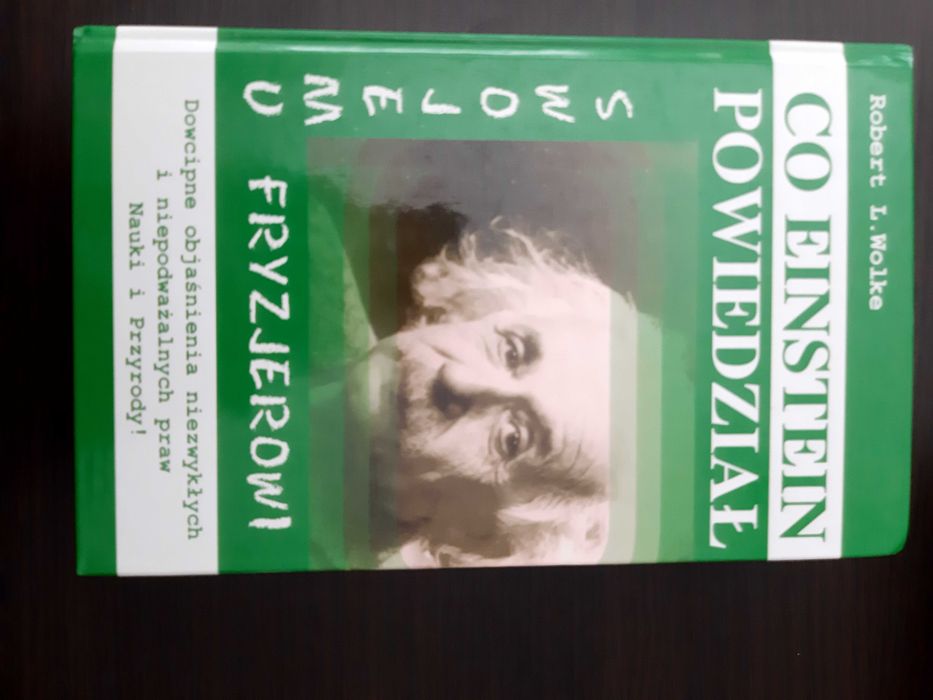 Robert L.Wolke
CO EINSTEIN
POWIEDZIAŁ
SWOJEMU
FRYZJEROWI
Dowcipne objaśnienia niezwykłych
i niepodważalnych praw
Nauki i Przyrody!